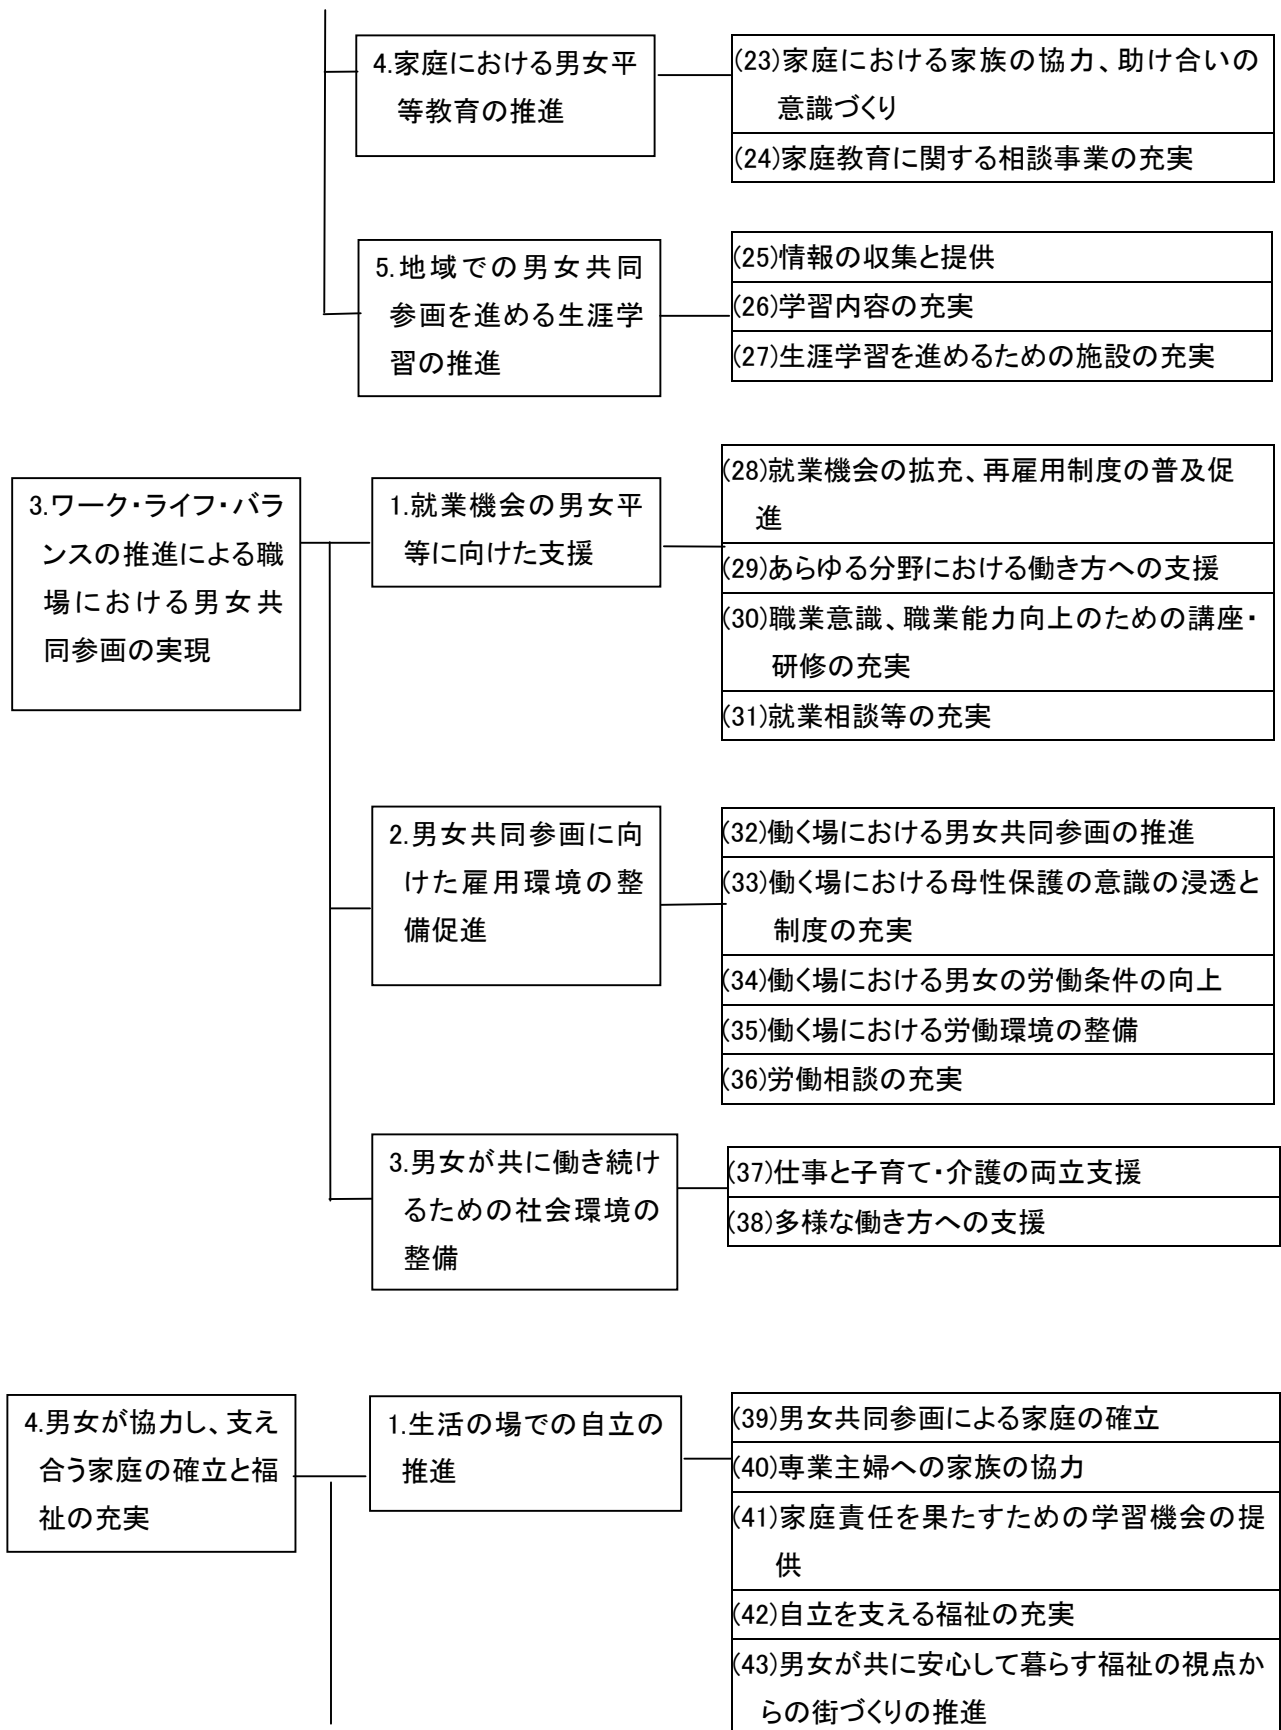 4.家庭における男女平
等教育の推進
(23)家庭における家族の協力、助け合いの
意識づくり
(24)家庭教育に関する相談事業の充実
5.地域での男女共同
参画を進める生涯学
習の推進
(25)情報の収集と提供
(26)学習内容の充実
(27)生涯学習を進めるための施設の充実
3.ワーク・ライフ・バラ
ンスの推進による職
場における男女共
同参画の実現
1.就業機会の男女平
等に向けた支援
(28)就業機会の拡充、再雇用制度の普及促
進
(29)あらゆる分野における働き方への支援
(30)職業意識、職業能力向上のための講座・
研修の充実
(31)就業相談等の充実
2.男女共同参画に向
けた雇用環境の整
備促進
(32)働く場における男女共同参画の推進
(33)働く場における母性保護の意識の浸透と
制度の充実
(34)働く場における男女の労働条件の向上
(35)働く場における労働環境の整備
(36)労働相談の充実
3.男女が共に働き続け
るための社会環境の
整備
(37)仕事と子育て・介護の両立支援
(38)多様な働き方への支援
4.男女が協力し、支え
合う家庭の確立と福
祉の充実
1.生活の場での自立の
推進
(39)男女共同参画による家庭の確立
(40)専業主婦への家族の協力
(41)家庭責任を果たすための学習機会の提
供
(42)自立を支える福祉の充実
(43)男女が共に安心して暮らす福祉の視点か
らの街づくりの推進